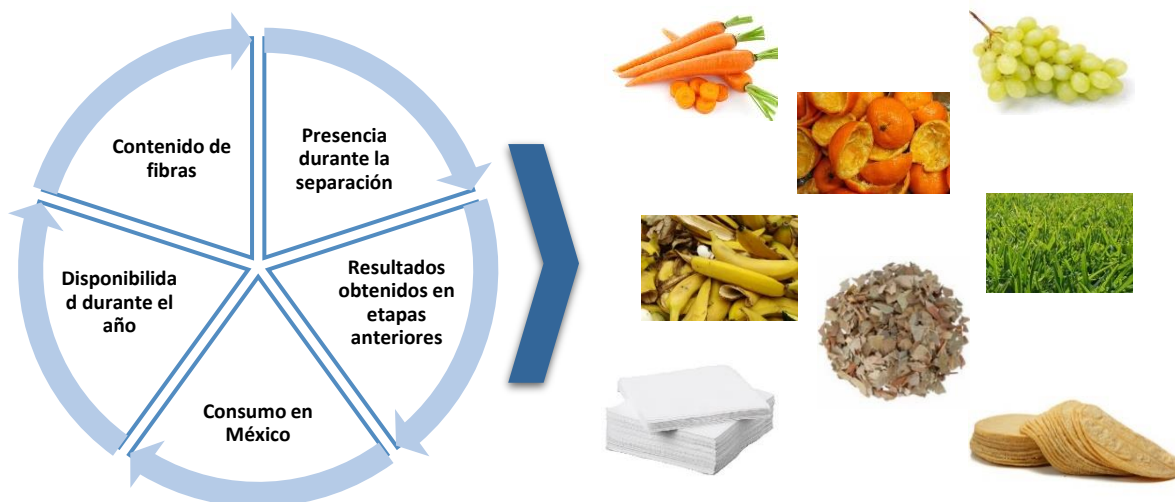 Contenido de
fibras
Presencia
durante la
separación
Disponibilida
d durante el
año
Resultados
obtenidos en
etapas
anteriores
Consumo en
México